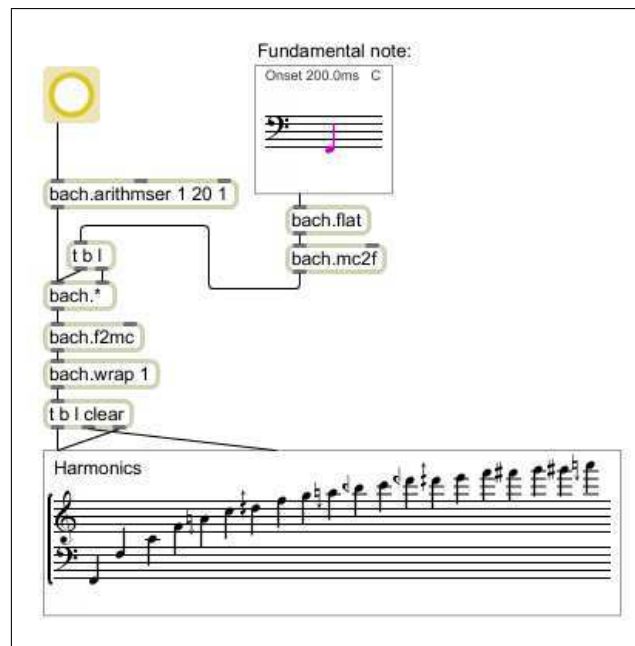 Fundamental note:
Onset 200.0ms C
bach.arithmser 1 20 1
bach.flat
t b l
bach.mc2f
bach.*
bach.f2mc
bach.wrap 1
t b l clear
Harmonics